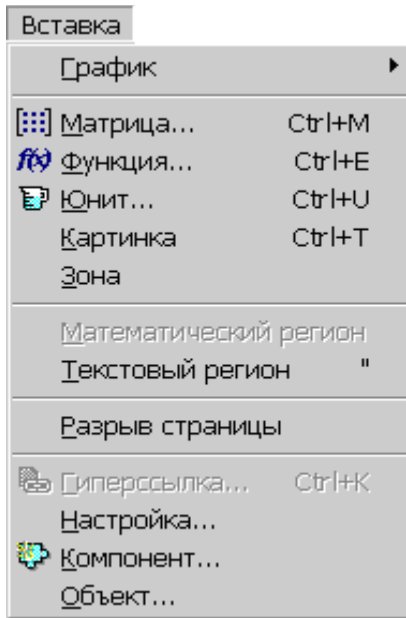 Вставка
График
Матрица... Ctrl+M
f(x) Функция... Ctrl+E
Юнит... Ctrl+U
Картинка Ctrl+T
Зона
Математический регион
Текстовый регион "
Разрыв страницы
Гиперссылка... Ctrl+K
Настройка...
Компонент...
Объект...